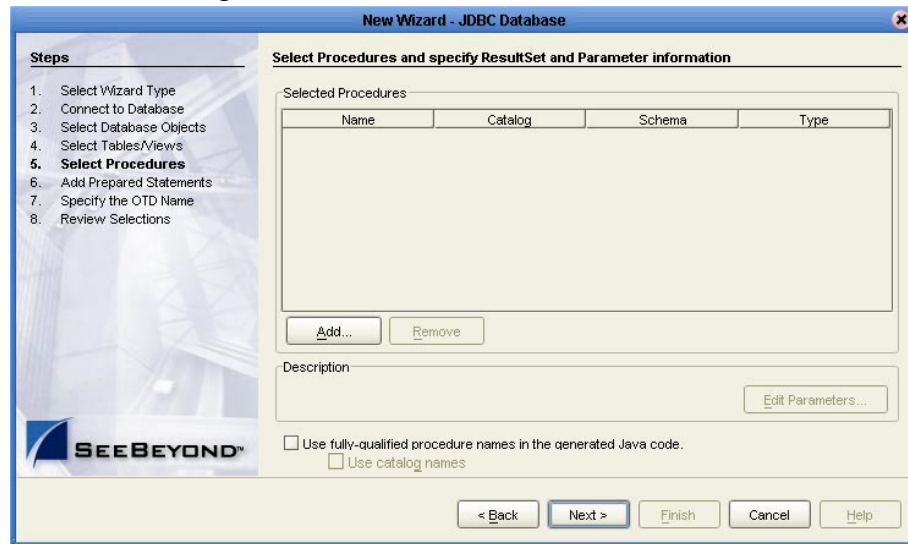 New Wizard - JDBC Database
Steps
1. Select Wizard Type
2. Connect to Database
3. Select Database Objects
4. Select Tables/Views
5. Select Procedures
6. Add Prepared Statements
7. Specify the OTD Name
8. Review Selections
SEEBEYOND™
Select Procedures and specify ResultSet and Parameter information
Selected Procedures
Name Catalog Schema Type
Add... Remove
Description
Edit Parameters...
Use fully-qualified procedure names in the generated Java code.
Use catalog names
< Back Next > Finish Cancel Help